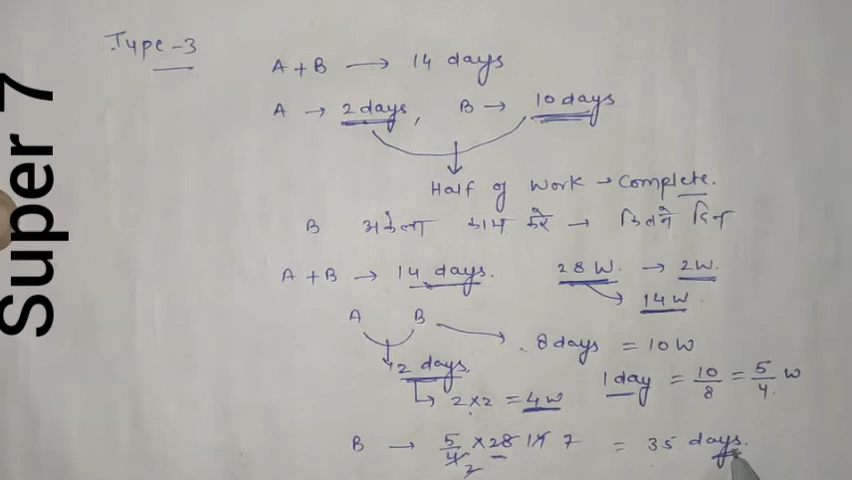 Super 7
Type-3
A + B → 14 days
A → 2 days, B → 10 days
Half of work → Complete.
B अकेला काम करे → कितने दिन
A + B → 14 days. 28 W. → 2W.
14 W.
A B
8 days = 10 W
2 days.
1 day = 10/8 = 5/4 W
2×2 = 4W
B → 5/4 × 28 14 7 = 35 days.